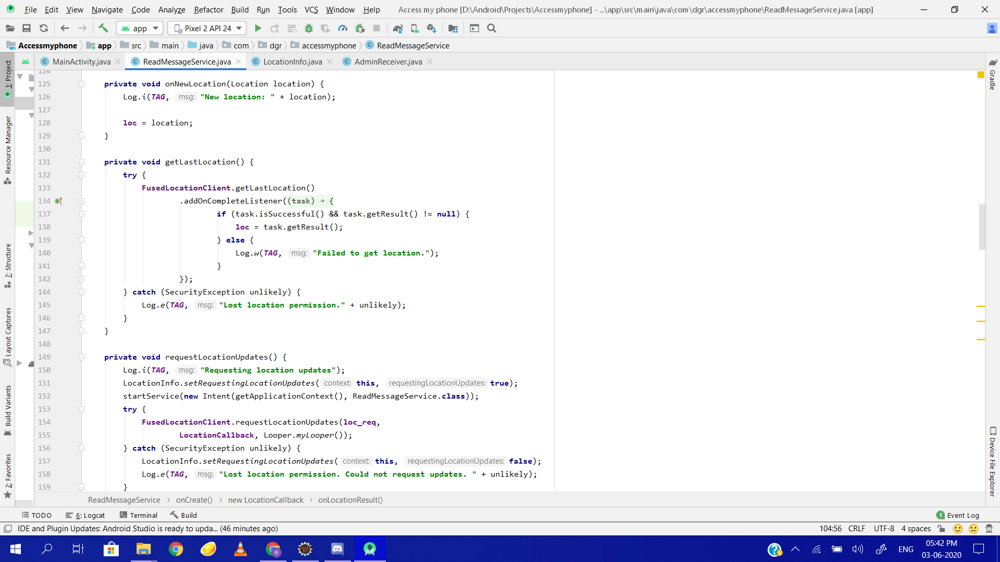 File Edit View Navigate Code Analyze Refactor Build Run Tools VCS Window Help Access my phone [D:\Android\Projects\Accessmyphone] - ...\app\src\main\java\com\dgr\accessmyphone\ReadMessageService.java [app]
app Pixel 2 API 24
Accessmyphone app src main java com dgr accessmyphone ReadMessageService
MainActivity.java ReadMessageService.java LocationInfo.java AdminReceiver.java
1: Project
Resource Manager
7: Structure
Layout Captures
Build Variants
2: Favorites
124
125 private void onNewLocation(Location location) {
126 Log.i(TAG, msg: "New location: " + location);
127
128 loc = location;
129 }
130
131 private void getLastLocation() {
132 try {
133 FusedLocationClient.getLastLocation()
134 .addOnCompleteListener((task) → {
137 if (task.isSuccessful() && task.getResult() != null) {
138 loc = task.getResult();
139 } else {
140 Log.w(TAG, msg: "Failed to get location.");
141 }
142 });
144 } catch (SecurityException unlikely) {
145 Log.e(TAG, msg: "Lost location permission." + unlikely);
146 }
147 }
148
149 private void requestLocationUpdates() {
150 Log.i(TAG, msg: "Requesting location updates");
151 LocationInfo.setRequestingLocationUpdates( context: this, requestingLocationUpdates: true);
152 startService(new Intent(getApplicationContext(), ReadMessageService.class));
153 try {
154 FusedLocationClient.requestLocationUpdates(loc_req,
155 LocationCallback, Looper.myLooper());
156 } catch (SecurityException unlikely) {
157 LocationInfo.setRequestingLocationUpdates( context: this, requestingLocationUpdates: false);
158 Log.e(TAG, msg: "Lost location permission. Could not request updates. " + unlikely);
159 }
Gradle
Device File Explorer
ReadMessageService › onCreate() › new LocationCallback › onLocationResult()
TODO 6: Logcat Terminal Build 1 Event Log
IDE and Plugin Updates: Android Studio is ready to upda... (46 minutes ago) 104:56 CRLF UTF-8 4 spaces
ENG 05:42 PM
03-06-2020